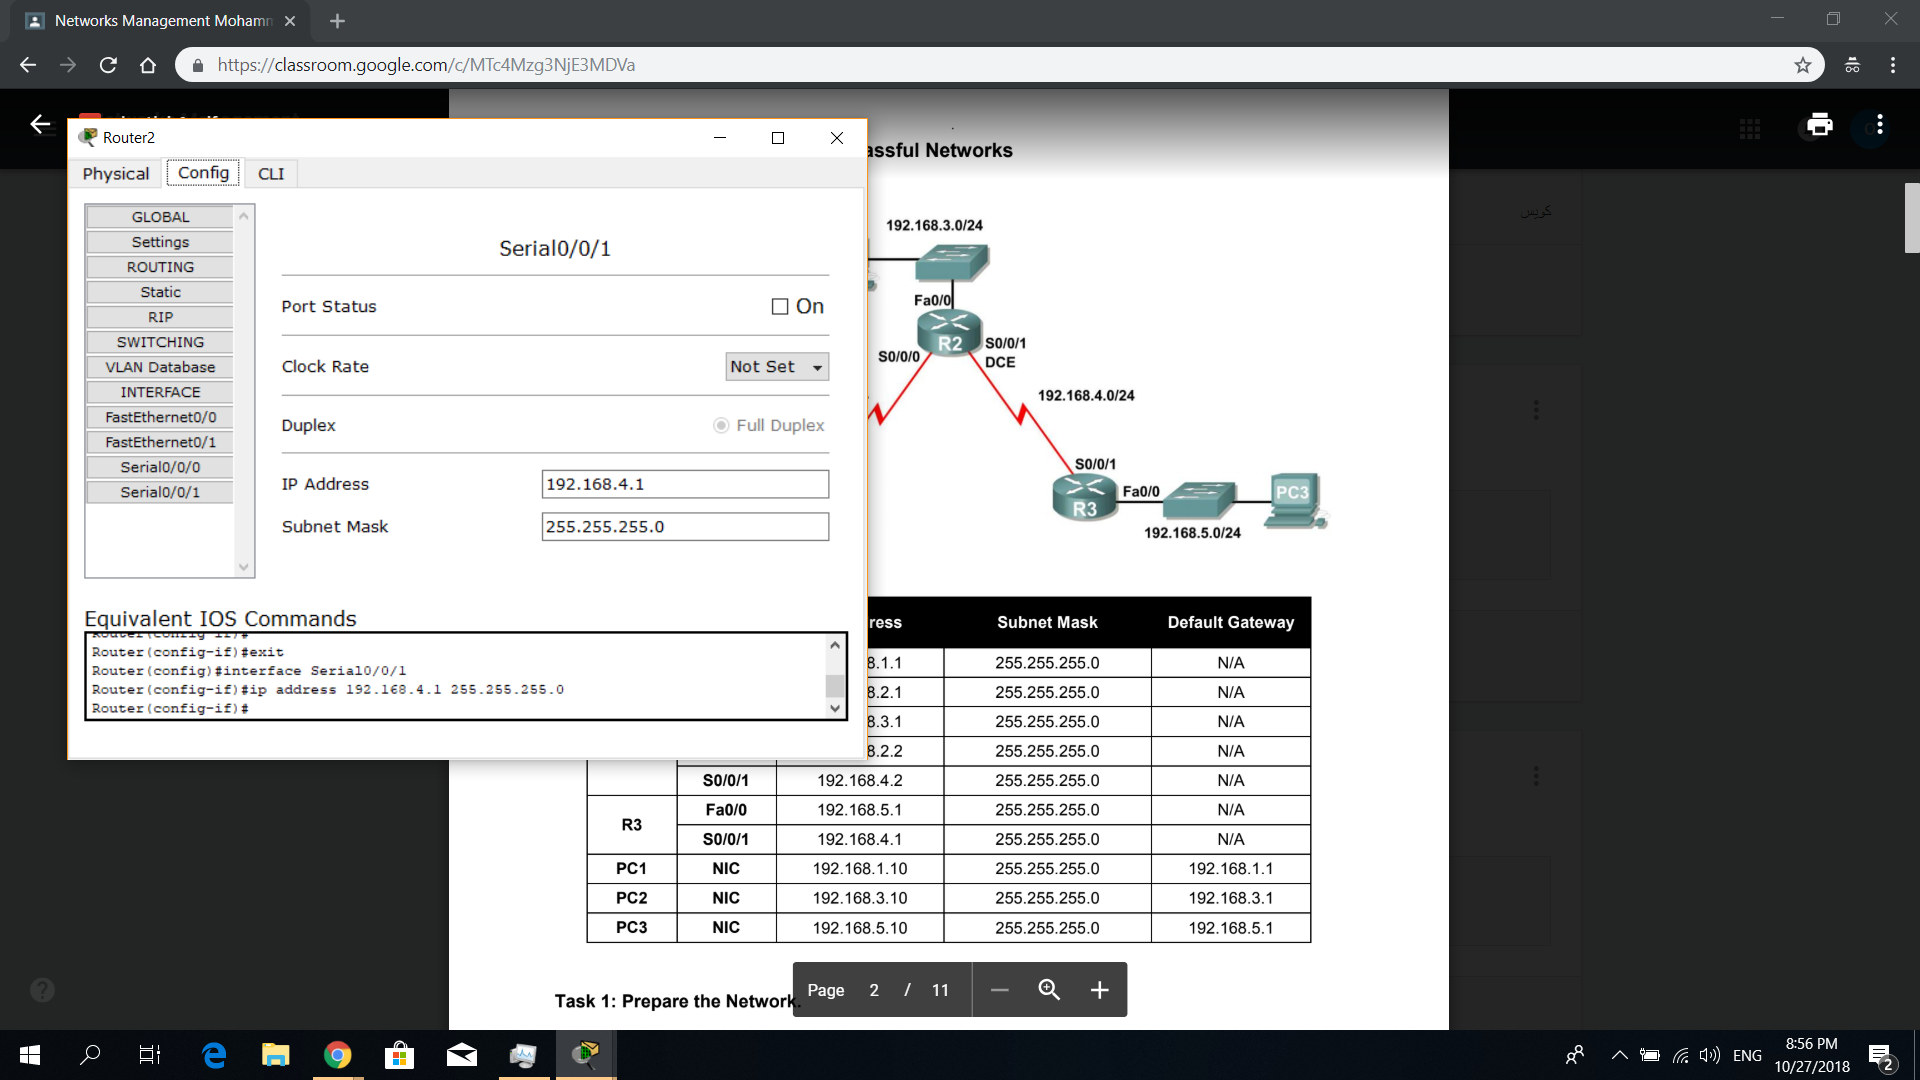 Networks Management Mohamm
https://classroom.google.com/c/MTc4Mzg3NjE3MDVa
Router2
Physical
Config
CLI
GLOBAL
Settings
ROUTING
Static
RIP
SWITCHING
VLAN Database
INTERFACE
FastEthernet0/0
FastEthernet0/1
Serial0/0/0
Serial0/0/1
Serial0/0/1
Port Status
On
Clock Rate
Not Set
Duplex
Full Duplex
IP Address
192.168.4.1
Subnet Mask
255.255.255.0
Equivalent IOS Commands
Router(config-if)#
Router(config-if)#exit
Router(config)#interface Serial0/0/1
Router(config-if)#ip address 192.168.4.1 255.255.255.0
Router(config-if)#
assful Networks
192.168.3.0/24
Fa0/0
R2
S0/0/0
S0/0/1
DCE
192.168.4.0/24
S0/0/1
R3
Fa0/0
PC3
192.168.5.0/24
ress Subnet Mask Default Gateway
8.1.1 255.255.255.0 N/A
8.2.1 255.255.255.0 N/A
8.3.1 255.255.255.0 N/A
8.2.2 255.255.255.0 N/A
S0/0/1 192.168.4.2 255.255.255.0 N/A
R3 Fa0/0 192.168.5.1 255.255.255.0 N/A
S0/0/1 192.168.4.1 255.255.255.0 N/A
PC1 NIC 192.168.1.10 255.255.255.0 192.168.1.1
PC2 NIC 192.168.3.10 255.255.255.0 192.168.3.1
PC3 NIC 192.168.5.10 255.255.255.0 192.168.5.1
Task 1: Prepare the Network.
Page 2 / 11
كويس
ENG
8:56 PM
10/27/2018
2